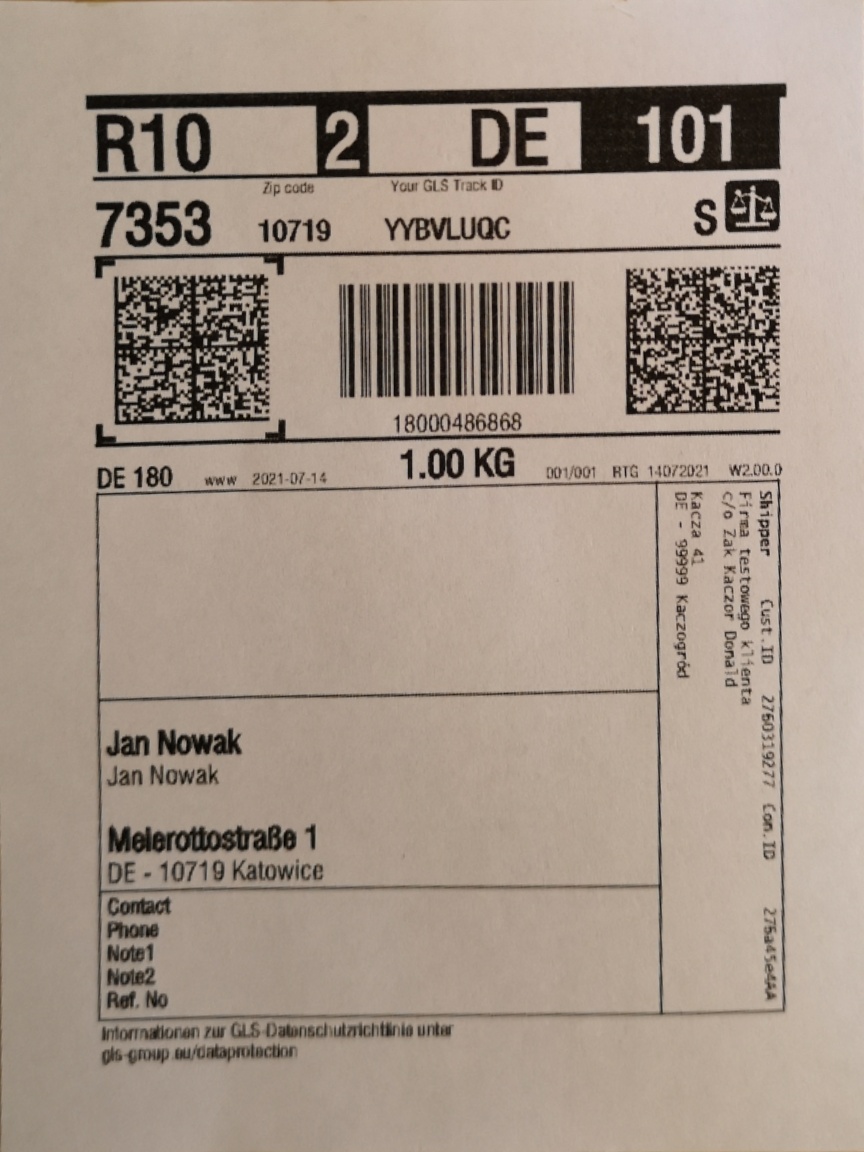 R10 2 DE 101
Zip code Your GLS Track ID
7353 10719 YYBVLUQC S
18000486868
DE 180 www 2021-07-14 1.00 KG 001/001 RTG 14072021 W2.00.0
Shipper Cust.ID 2760319277 Con.ID 276a45e4AA
Firma testowego klienta
c/o Zak Kaczor Donald
Kacza 41
DE - 99999 Kaczogród
Jan Nowak
Jan Nowak
Meierottostraße 1
DE - 10719 Katowice
Contact
Phone
Note1
Note2
Ref. No
Informationen zur GLS-Datenschutzrichtlinie unter
gls-group.eu/dataprotection